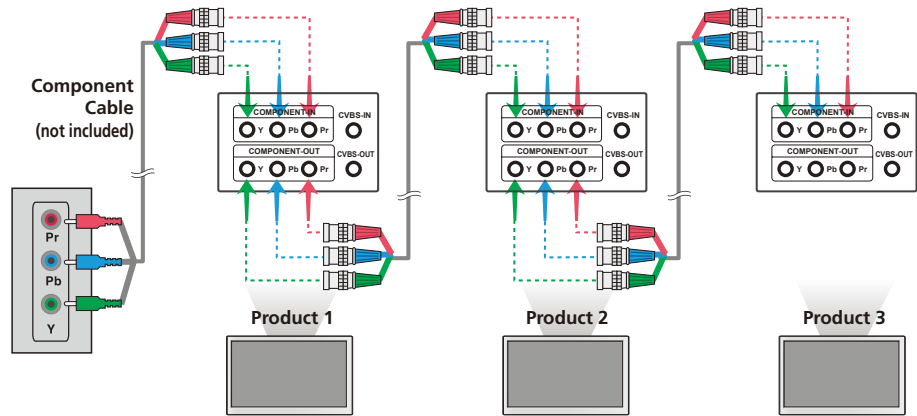 Component
Cable
(not included)
Pr
Pb
Y
COMPONENT-IN
CVBS-IN
Y Pb Pr
COMPONENT-OUT
CVBS-OUT
Y Pb Pr
Product 1
COMPONENT-IN
CVBS-IN
Y Pb Pr
COMPONENT-OUT
CVBS-OUT
Y Pb Pr
Product 2
COMPONENT-IN
CVBS-IN
Y Pb Pr
COMPONENT-OUT
CVBS-OUT
Y Pb Pr
Product 3